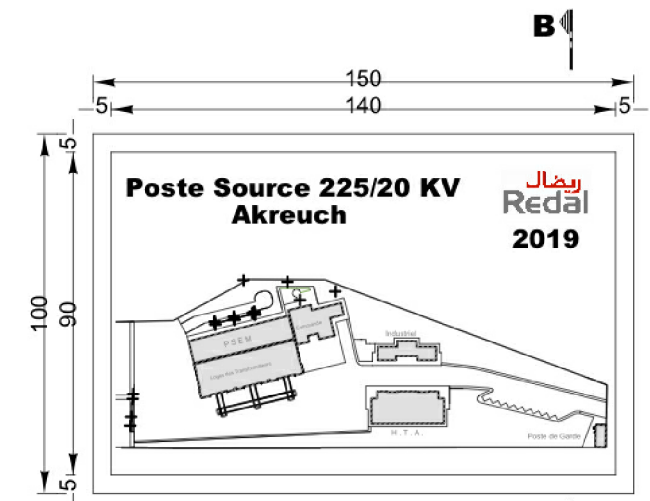 B
150
5 140 5
5
Poste Source 225/20 KV
Akreuch
ريضال
Redal
2019
100
90
Industriel
PSEM
H.T.A.
Poste de Garde
5